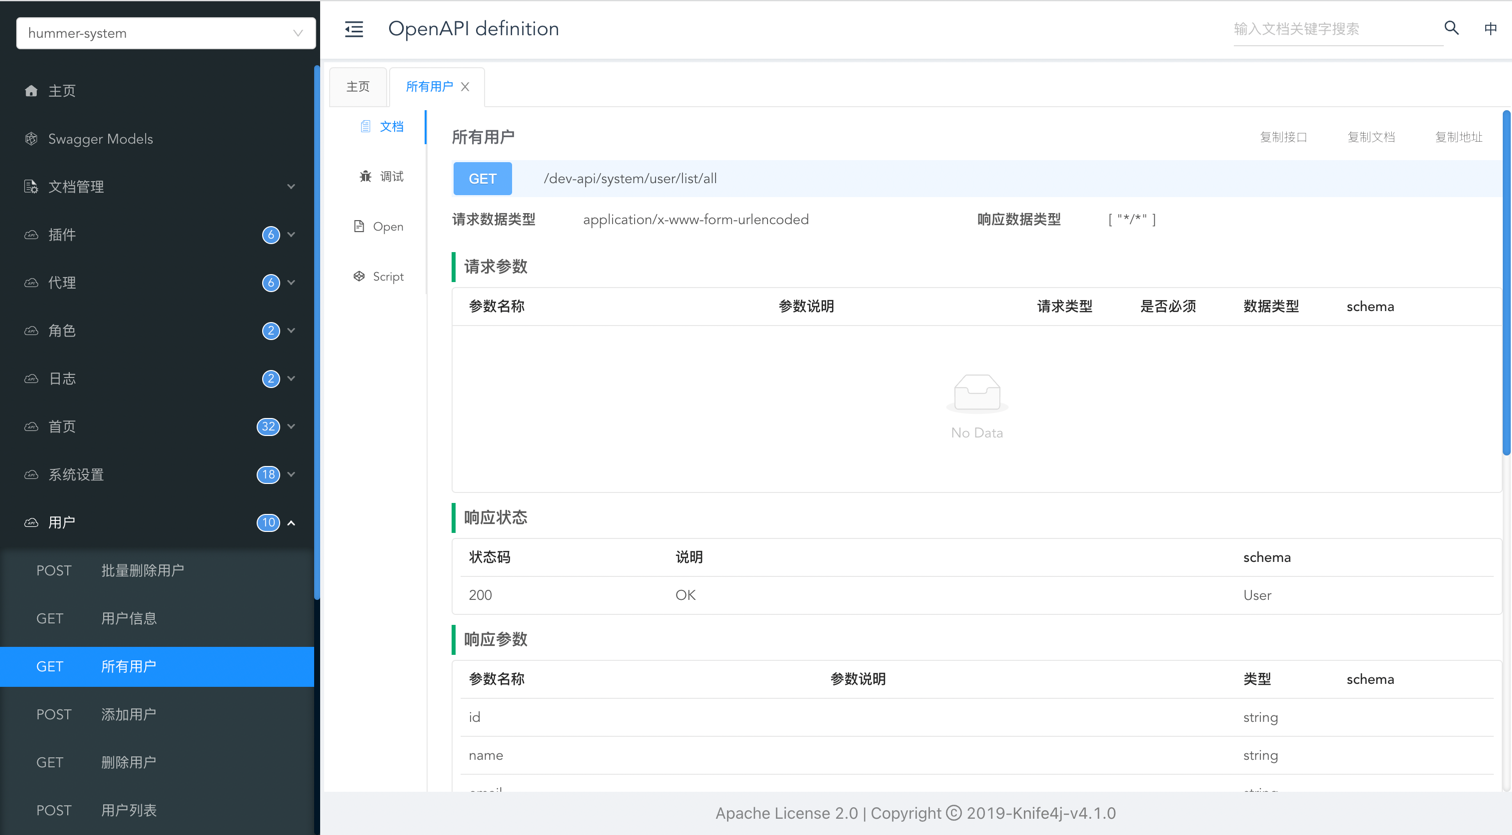 hummer-system
主页
Swagger Models
文档管理
插件 6
代理 6
角色 2
日志 2
首页 32
系统设置 18
用户 10
POST 批量删除用户
GET 用户信息
GET 所有用户
POST 添加用户
GET 删除用户
POST 用户列表
OpenAPI definition
输入文档关键字搜索
中
主页 所有用户
文档
调试
Open
Script
所有用户 复制接口 复制文档 复制地址
GET /dev-api/system/user/list/all
请求数据类型 application/x-www-form-urlencoded 响应数据类型 [ "*/*" ]
请求参数
参数名称 参数说明 请求类型 是否必须 数据类型 schema
No Data
响应状态
状态码 说明 schema
200 OK User
响应参数
参数名称 参数说明 类型 schema
id string
name string
email string
Apache License 2.0 | Copyright © 2019-Knife4j-v4.1.0